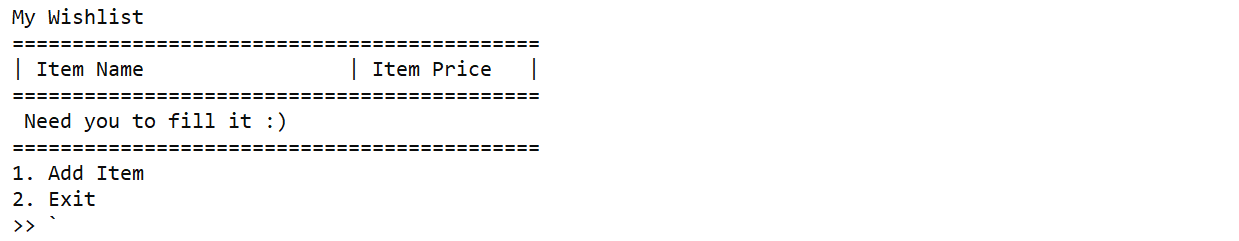 My Wishlist
============================================
| Item Name                 | Item Price   |
============================================
 Need you to fill it :)
============================================
1. Add Item
2. Exit
>> `